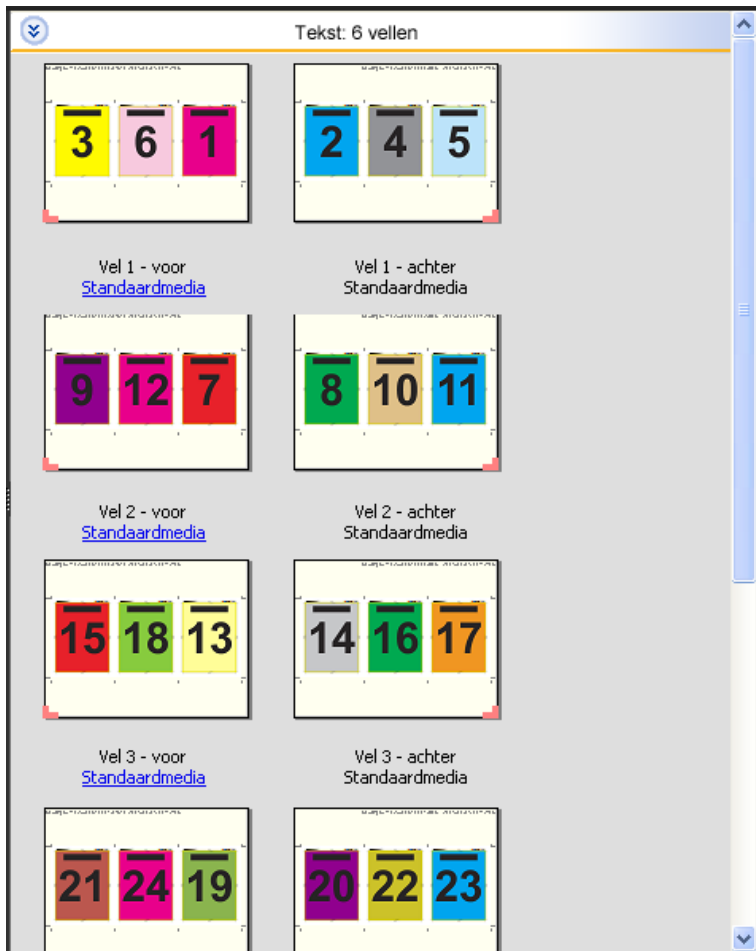 Tekst: 6 vellen
3 6 1
2 4 5
Vel 1 - voor
Standaardmedia
Vel 1 - achter
Standaardmedia
9 12 7
8 10 11
Vel 2 - voor
Standaardmedia
Vel 2 - achter
Standaardmedia
15 18 13
14 16 17
Vel 3 - voor
Standaardmedia
Vel 3 - achter
Standaardmedia
21 24 19
20 22 23